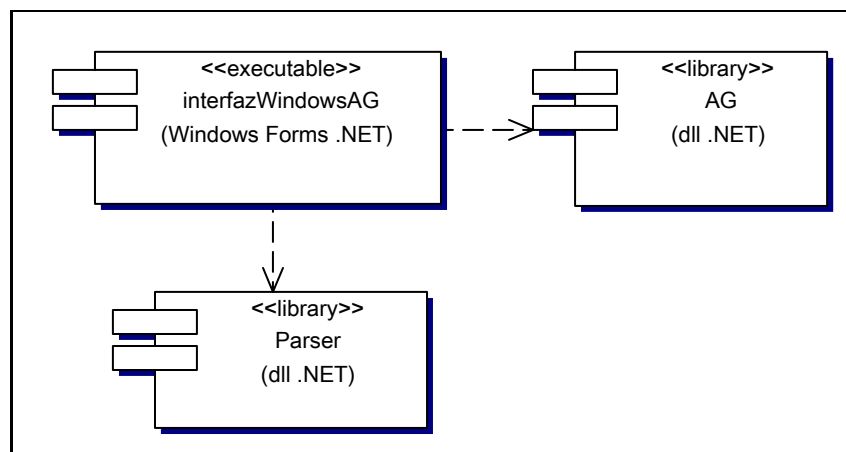 <<executable>>
interfazWindowsAG
(Windows Forms .NET)
<<library>>
AG
(dll .NET)
<<library>>
Parser
(dll .NET)